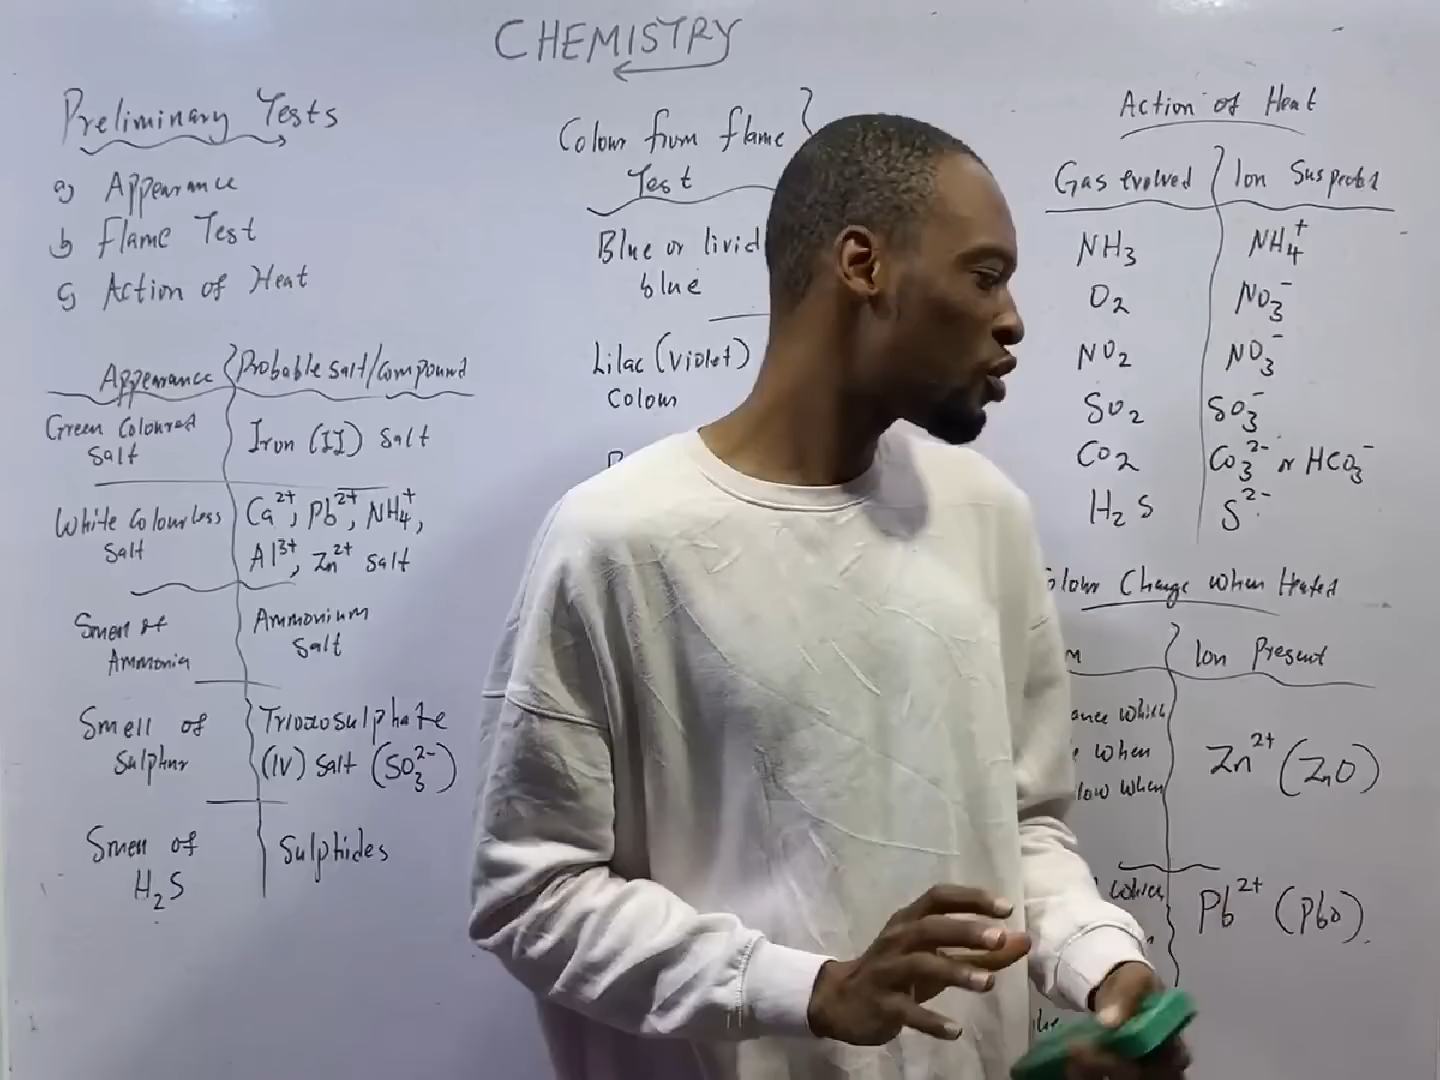 CHEMISTRY
Preliminary Tests
a) Appearance
b) Flame Test
c) Action of Heat
Appearance
Probable salt/compound
Green Coloured
Salt
Iron (II) Salt
White Colourless
Salt
Ca²⁺, Pb²⁺, NH₄⁺,
Al³⁺, Zn²⁺ Salt
Smell of
Ammonia
Ammonium
Salt
Smell of
Sulphur
Trioxosulphate
(IV) Salt (SO₃²⁻)
Smell of
H₂S
Sulphides
Colour from flame
Test
Blue or livid
blue
Lilac (violet)
Colour
Action of Heat
Gas evolved
Ion Suspected
NH₃
NH₄⁺
O₂
NO₃⁻
NO₂
NO₃⁻
SO₂
SO₃⁻
CO₂
CO₃²⁻ or HCO₃⁻
H₂S
S²⁻
Change when Heated
Ion Present
which
when
when
Zn²⁺ (ZnO)
which
Pb²⁺ (PbO).